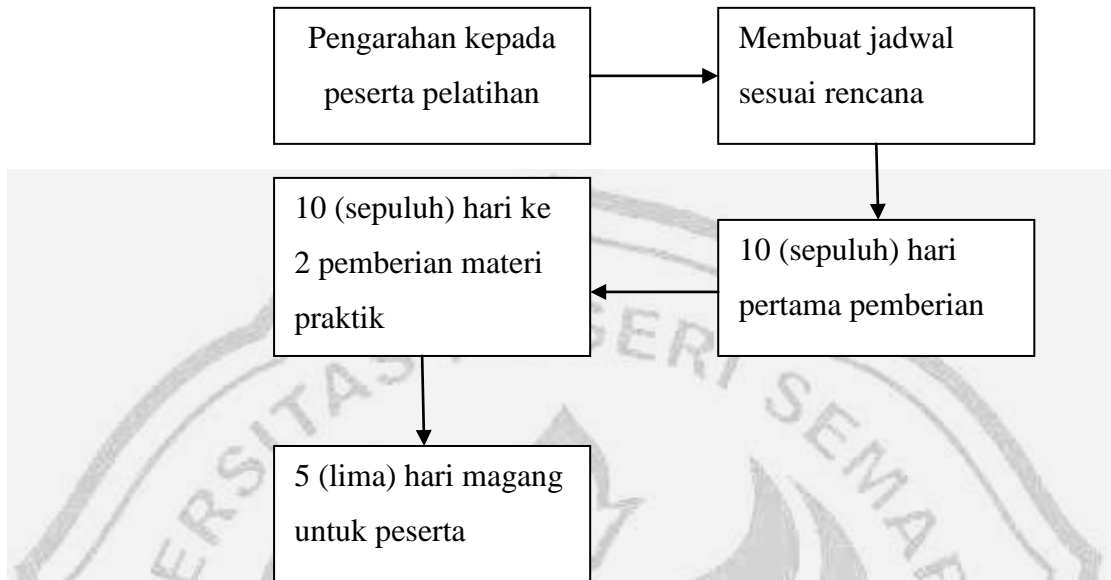 Pengarahan kepada
peserta pelatihan
Membuat jadwal
sesuai rencana
10 (sepuluh) hari
pertama pemberian
10 (sepuluh) hari ke
2 pemberian materi
praktik
5 (lima) hari magang
untuk peserta